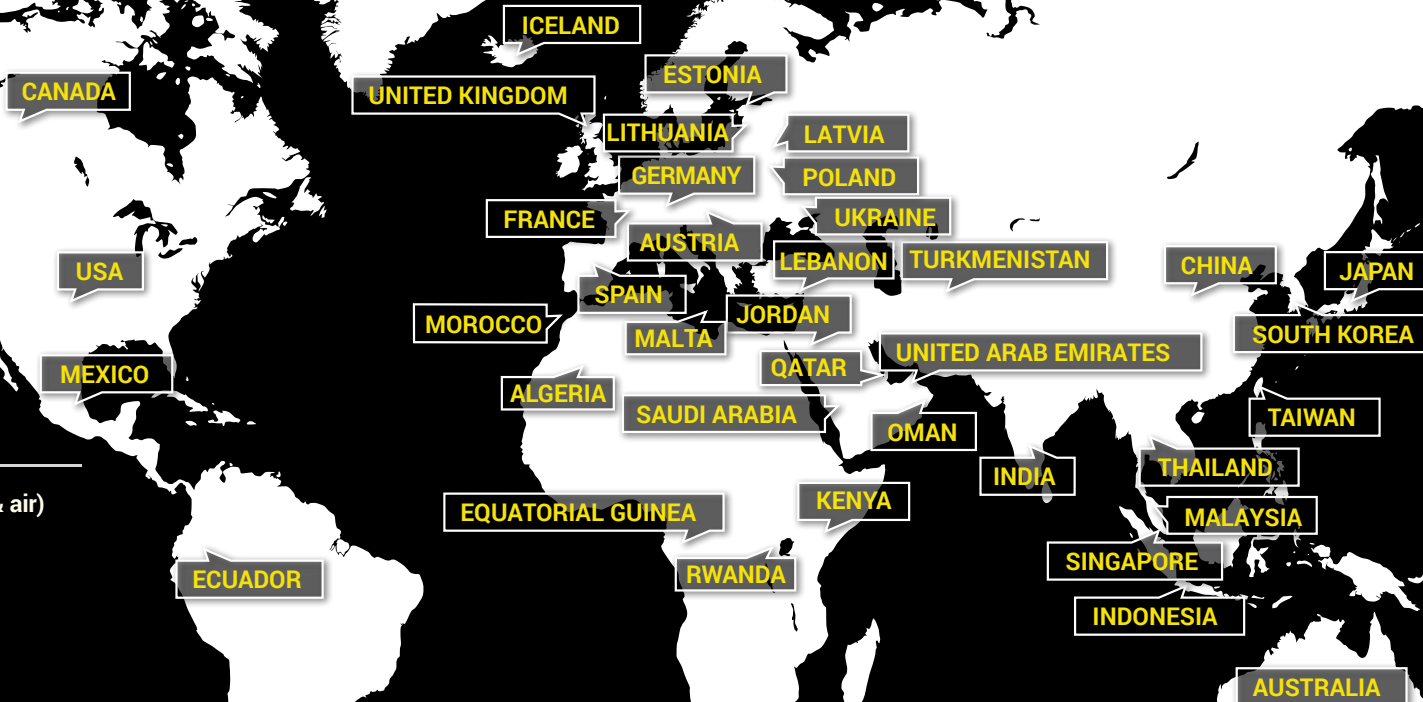 ICELAND
ESTONIA
CANADA
UNITED KINGDOM
LITHUANIA
LATVIA
GERMANY
POLAND
FRANCE
UKRAINE
AUSTRIA
LEBANON
TURKMENISTAN
USA
CHINA
JAPAN
SPAIN
JORDAN
MOROCCO
MALTA
SOUTH KOREA
UNITED ARAB EMIRATES
QATAR
MEXICO
ALGERIA
SAUDI ARABIA
OMAN
TAIWAN
INDIA
THAILAND
air)
EQUATORIAL GUINEA
KENYA
MALAYSIA
SINGAPORE
RWANDA
ECUADOR
INDONESIA
AUSTRALIA